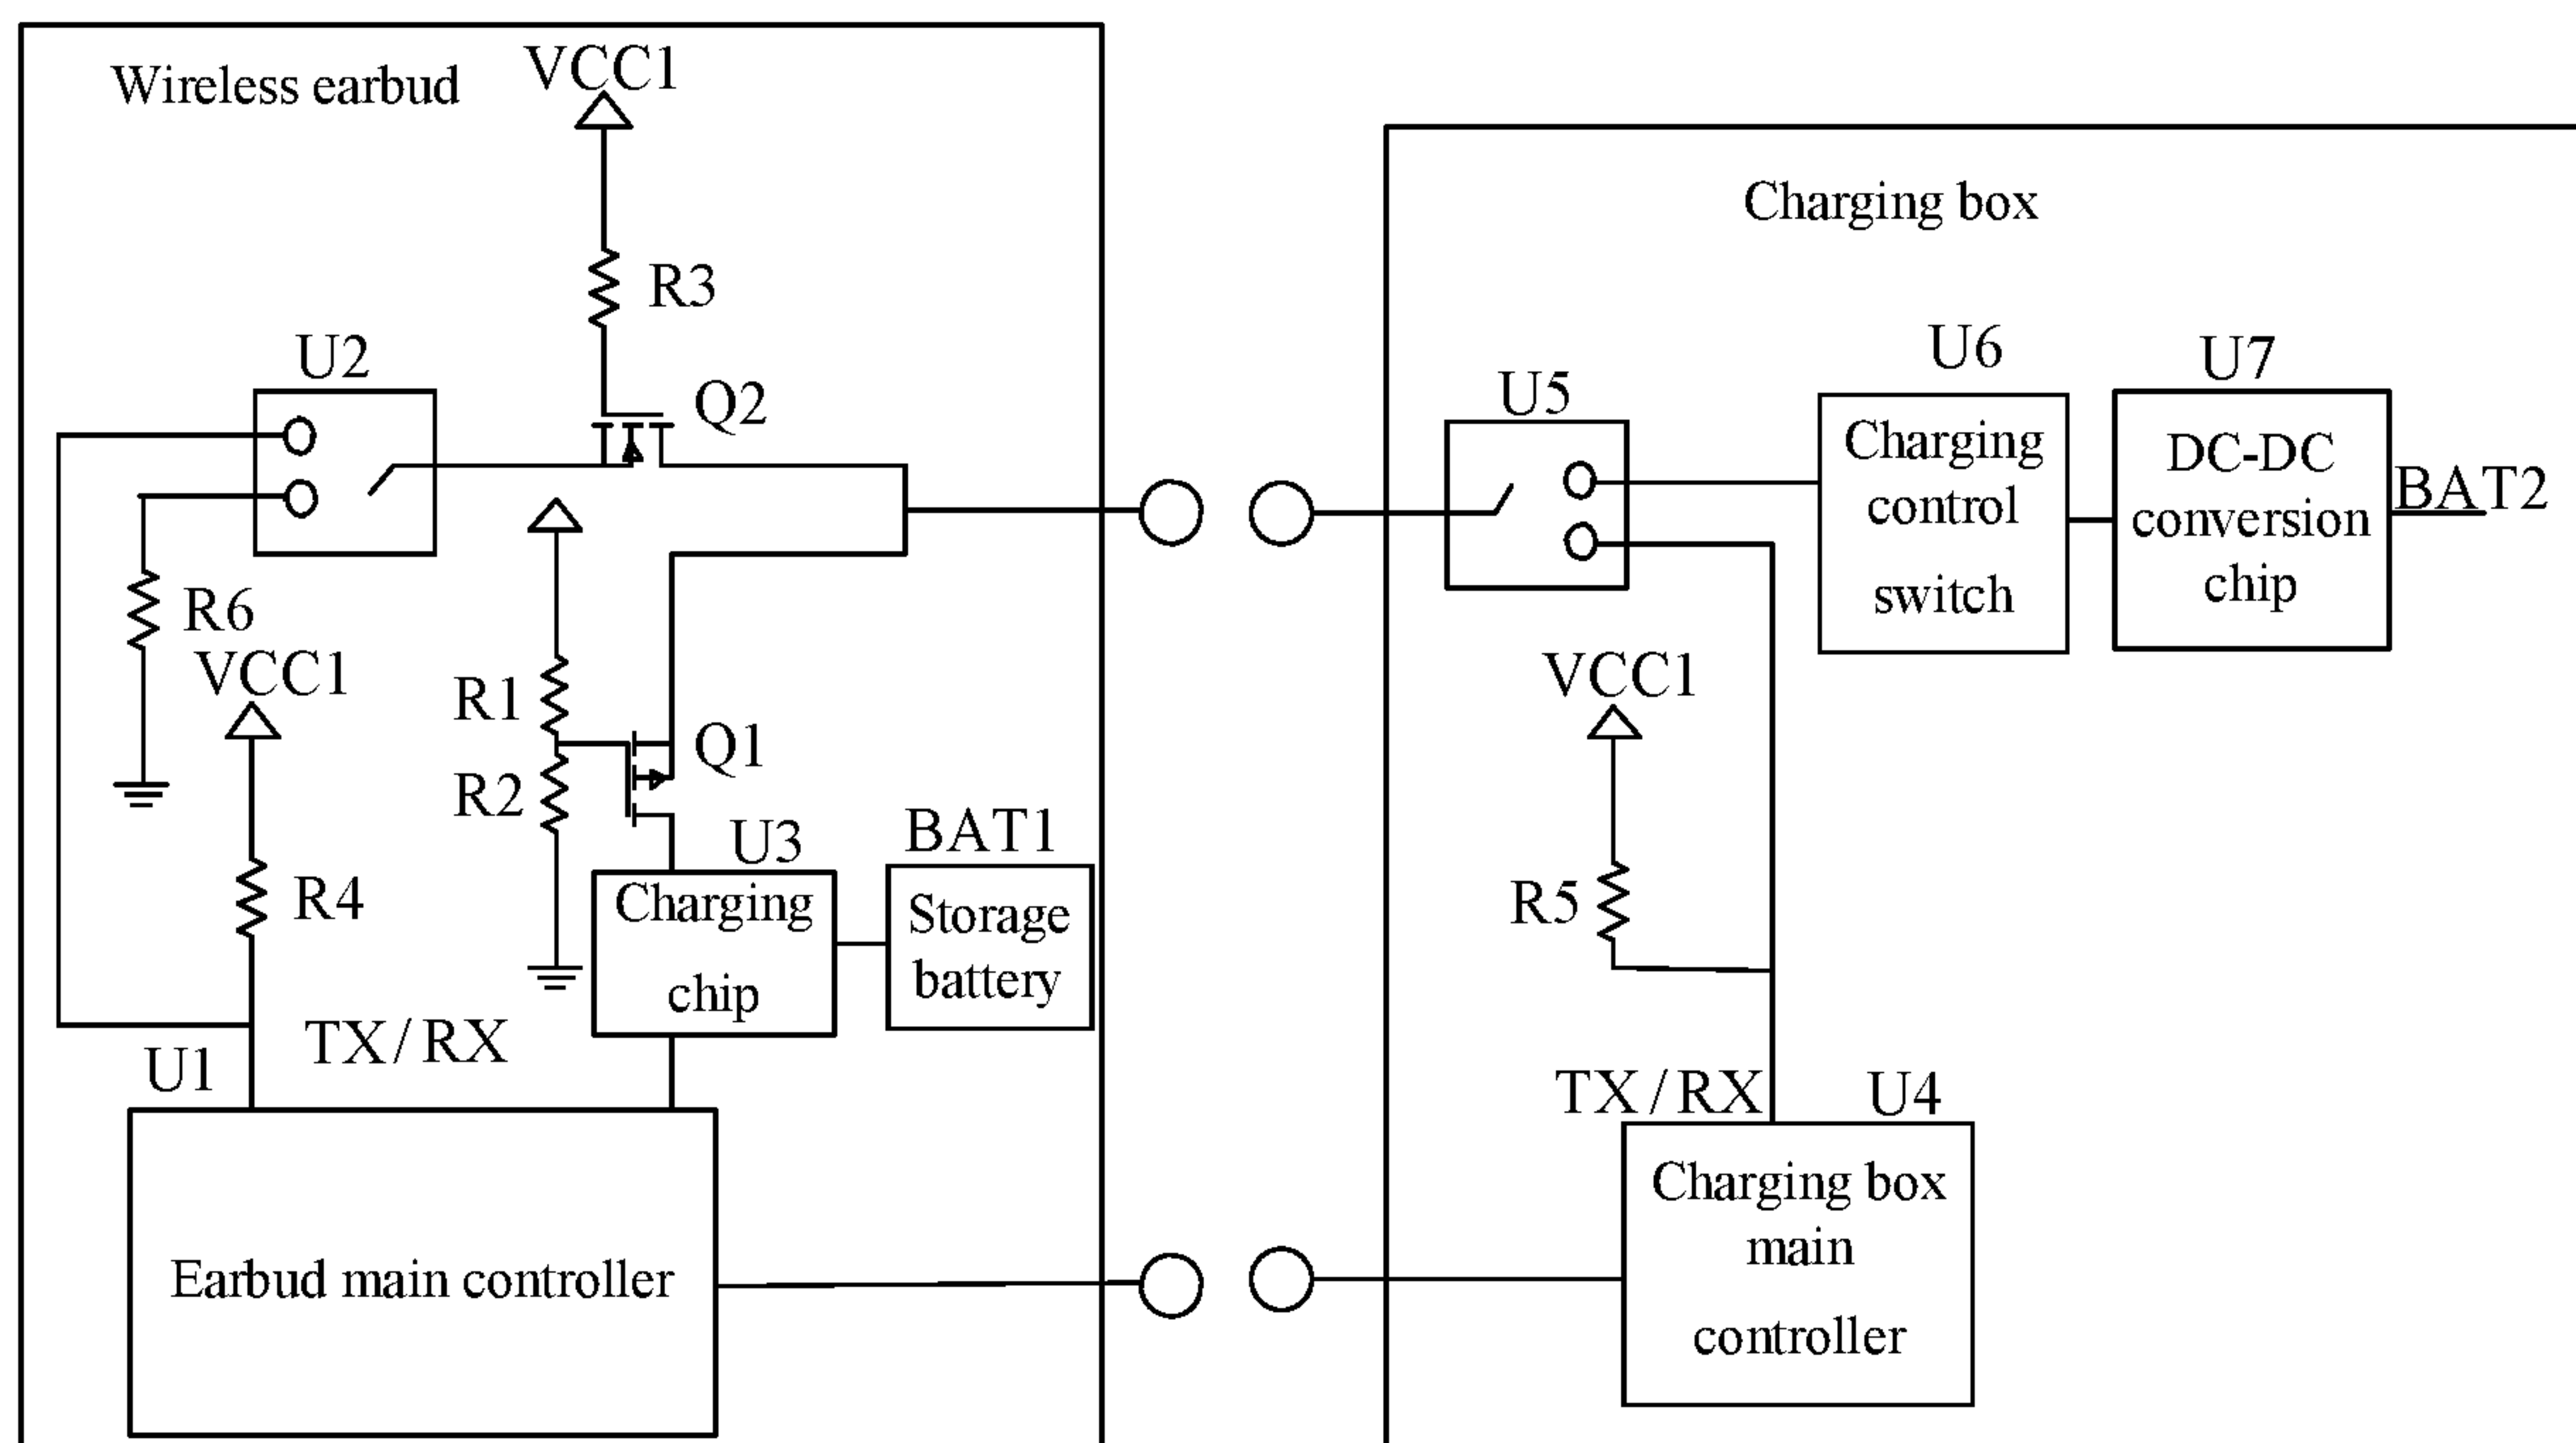 Wireless earbud
VCC1
R3
U2
Q2
R6
VCC1
R1
Q1
R2
R4
U3
Charging
chip
BAT1
Storage
battery
TX/RX
U1
Earbud main controller
Charging box
U5
U6
Charging
control
switch
U7
DC-DC
conversion
chip
BAT2
VCC1
R5
TX/RX
U4
Charging box
main
controller